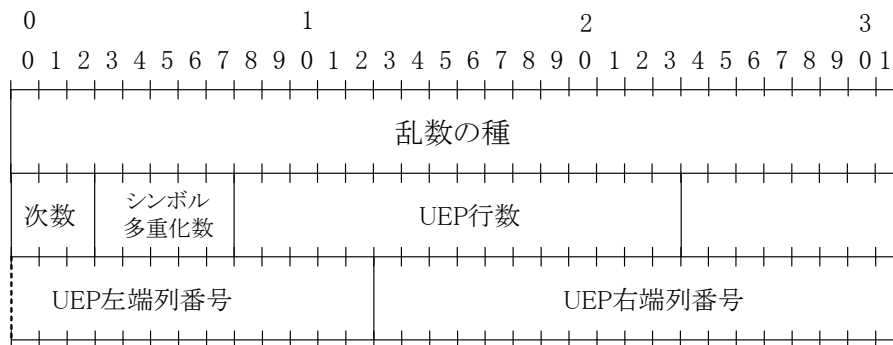 0 1 2 3
0 1 2 3 4 5 6 7 8 9 0 1 2 3 4 5 6 7 8 9 0 1 2 3 4 5 6 7 8 9 0 1
乱数の種
次数 シンボル 多重化数 UEP行数
UEP左端列番号 UEP右端列番号